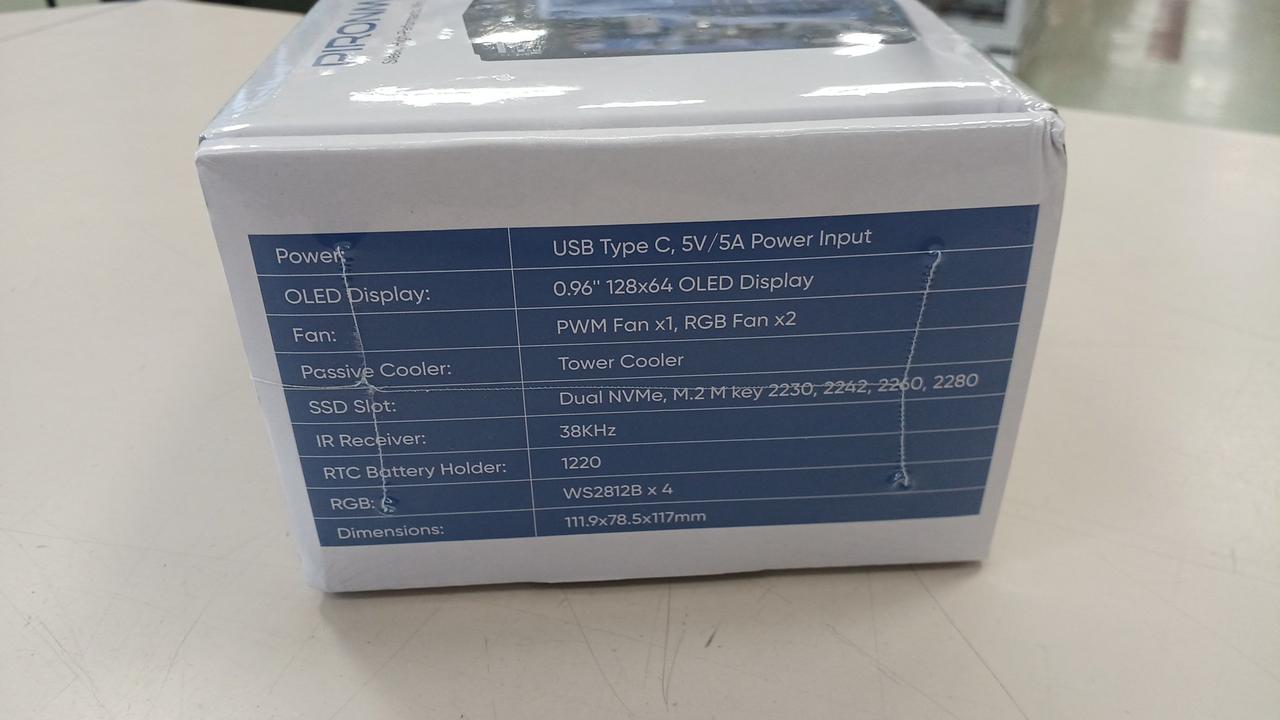 Power: USB Type C, 5V/5A Power Input
OLED Display: 0.96" 128x64 OLED Display
Fan: PWM Fan x1, RGB Fan x2
Passive Cooler: Tower Cooler
SSD Slot: Dual NVMe, M.2 M key 2230, 2242, 2260, 2280
IR Receiver: 38KHz
RTC Battery Holder: 1220
RGB: WS2812B x 4
Dimensions: 111.9x78.5x117mm